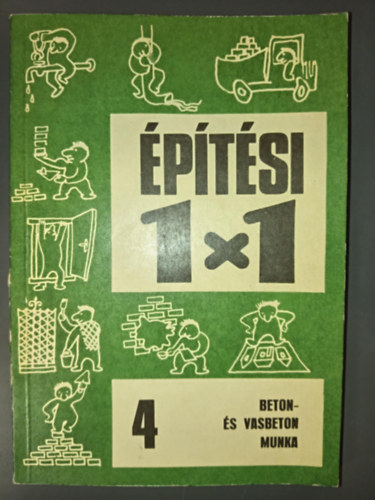 ÉPÍTÉSI
1×1
4
BETON-
ÉS VASBETON
MUNKA